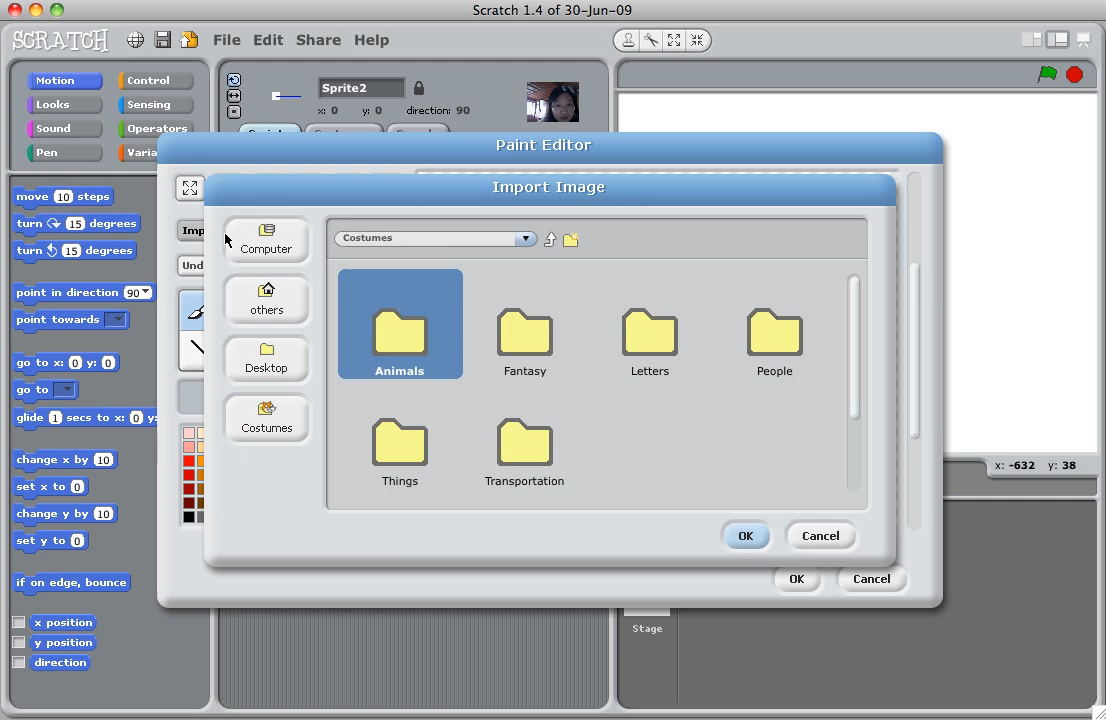 Scratch 1.4 of 30-Jun-09
SCRATCH File Edit Share Help
Motion Control
Looks Sensing
Sound Operators
Pen Varia
Sprite2
x: 0 y: 0 direction: 90
Paint Editor
Import Image
Imp
Und
move 10 steps
turn 15 degrees
turn 15 degrees
point in direction 90
point towards
go to x: 0 y: 0
go to
glide 1 secs to x: 0 y:
change x by 10
set x to 0
change y by 10
set y to 0
if on edge, bounce
x position
y position
direction
Computer
others
Desktop
Costumes
Costumes
Animals Fantasy Letters People
Things Transportation
OK Cancel
OK Cancel
x: -632 y: 38
Stage